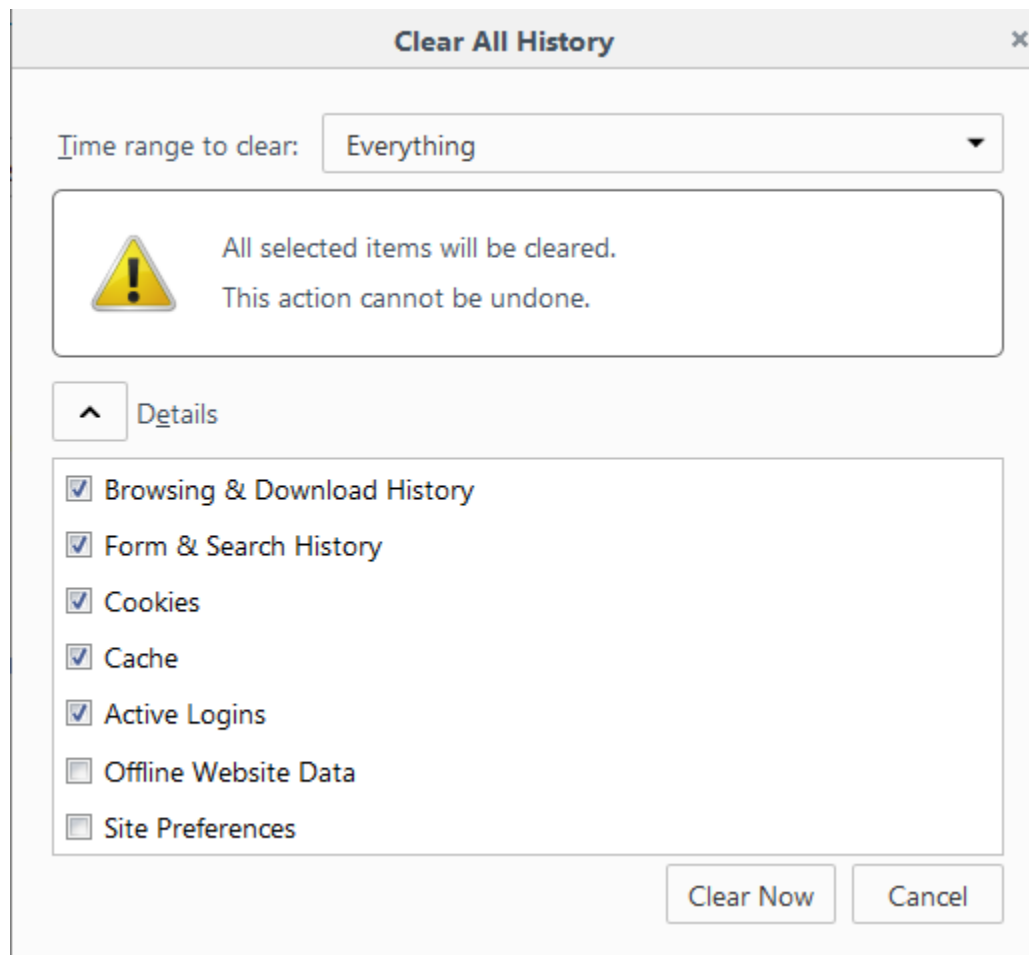 Clear All History
Time range to clear: Everything
All selected items will be cleared.
This action cannot be undone.
Details
Browsing & Download History
Form & Search History
Cookies
Cache
Active Logins
Offline Website Data
Site Preferences
Clear Now Cancel